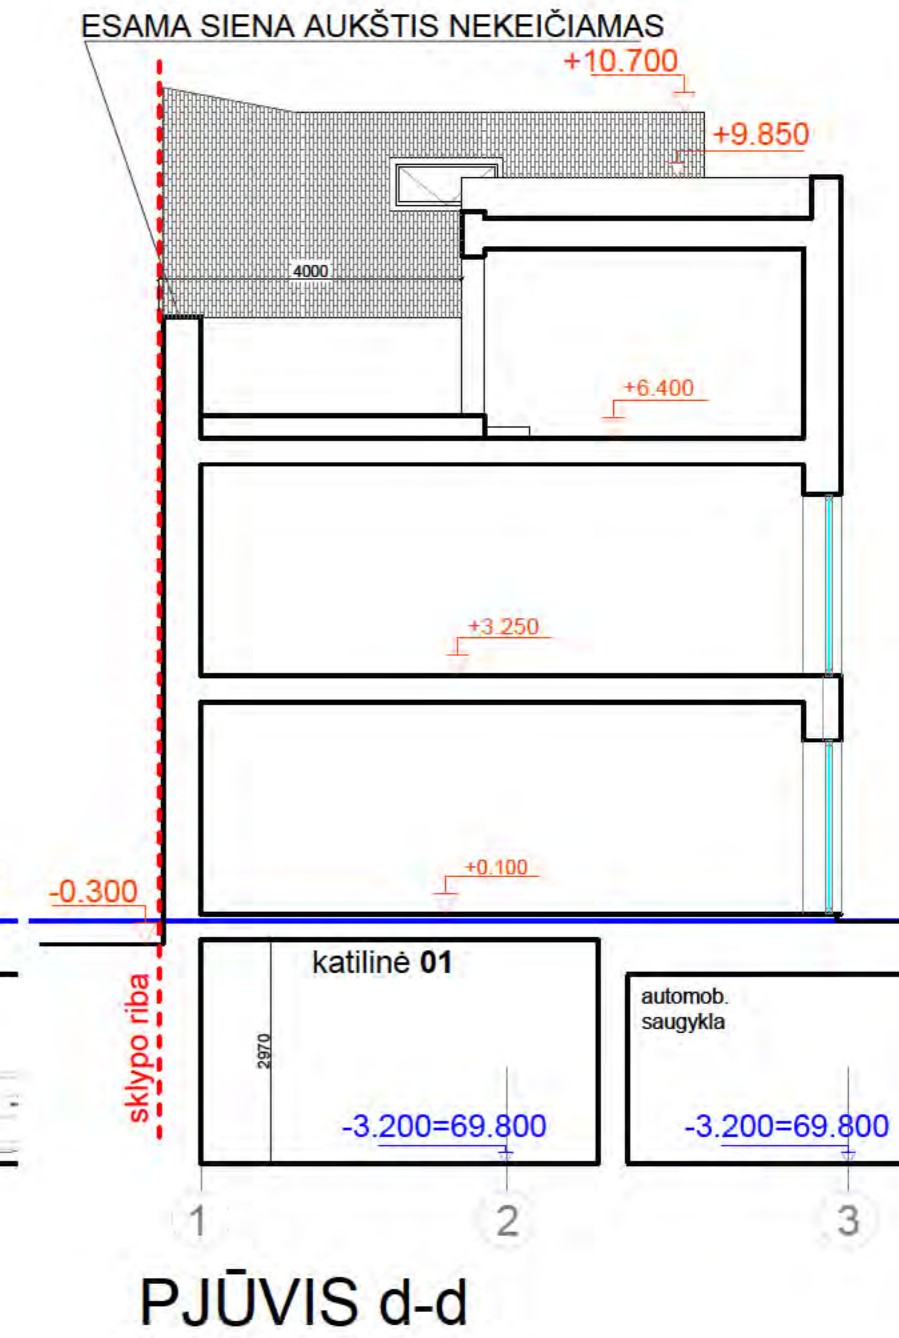 ESAMA SIENA AUKŠTIS NEKEIČIAMAS
+10.700
+9.850
4000
+6.400
+3.250
+0.100
-0.300
katilinė 01
automob.
saugykla
sklypo riba
2970
-3.200=69.800
-3.200=69.800
1
2
3
PJŪVIS d-d